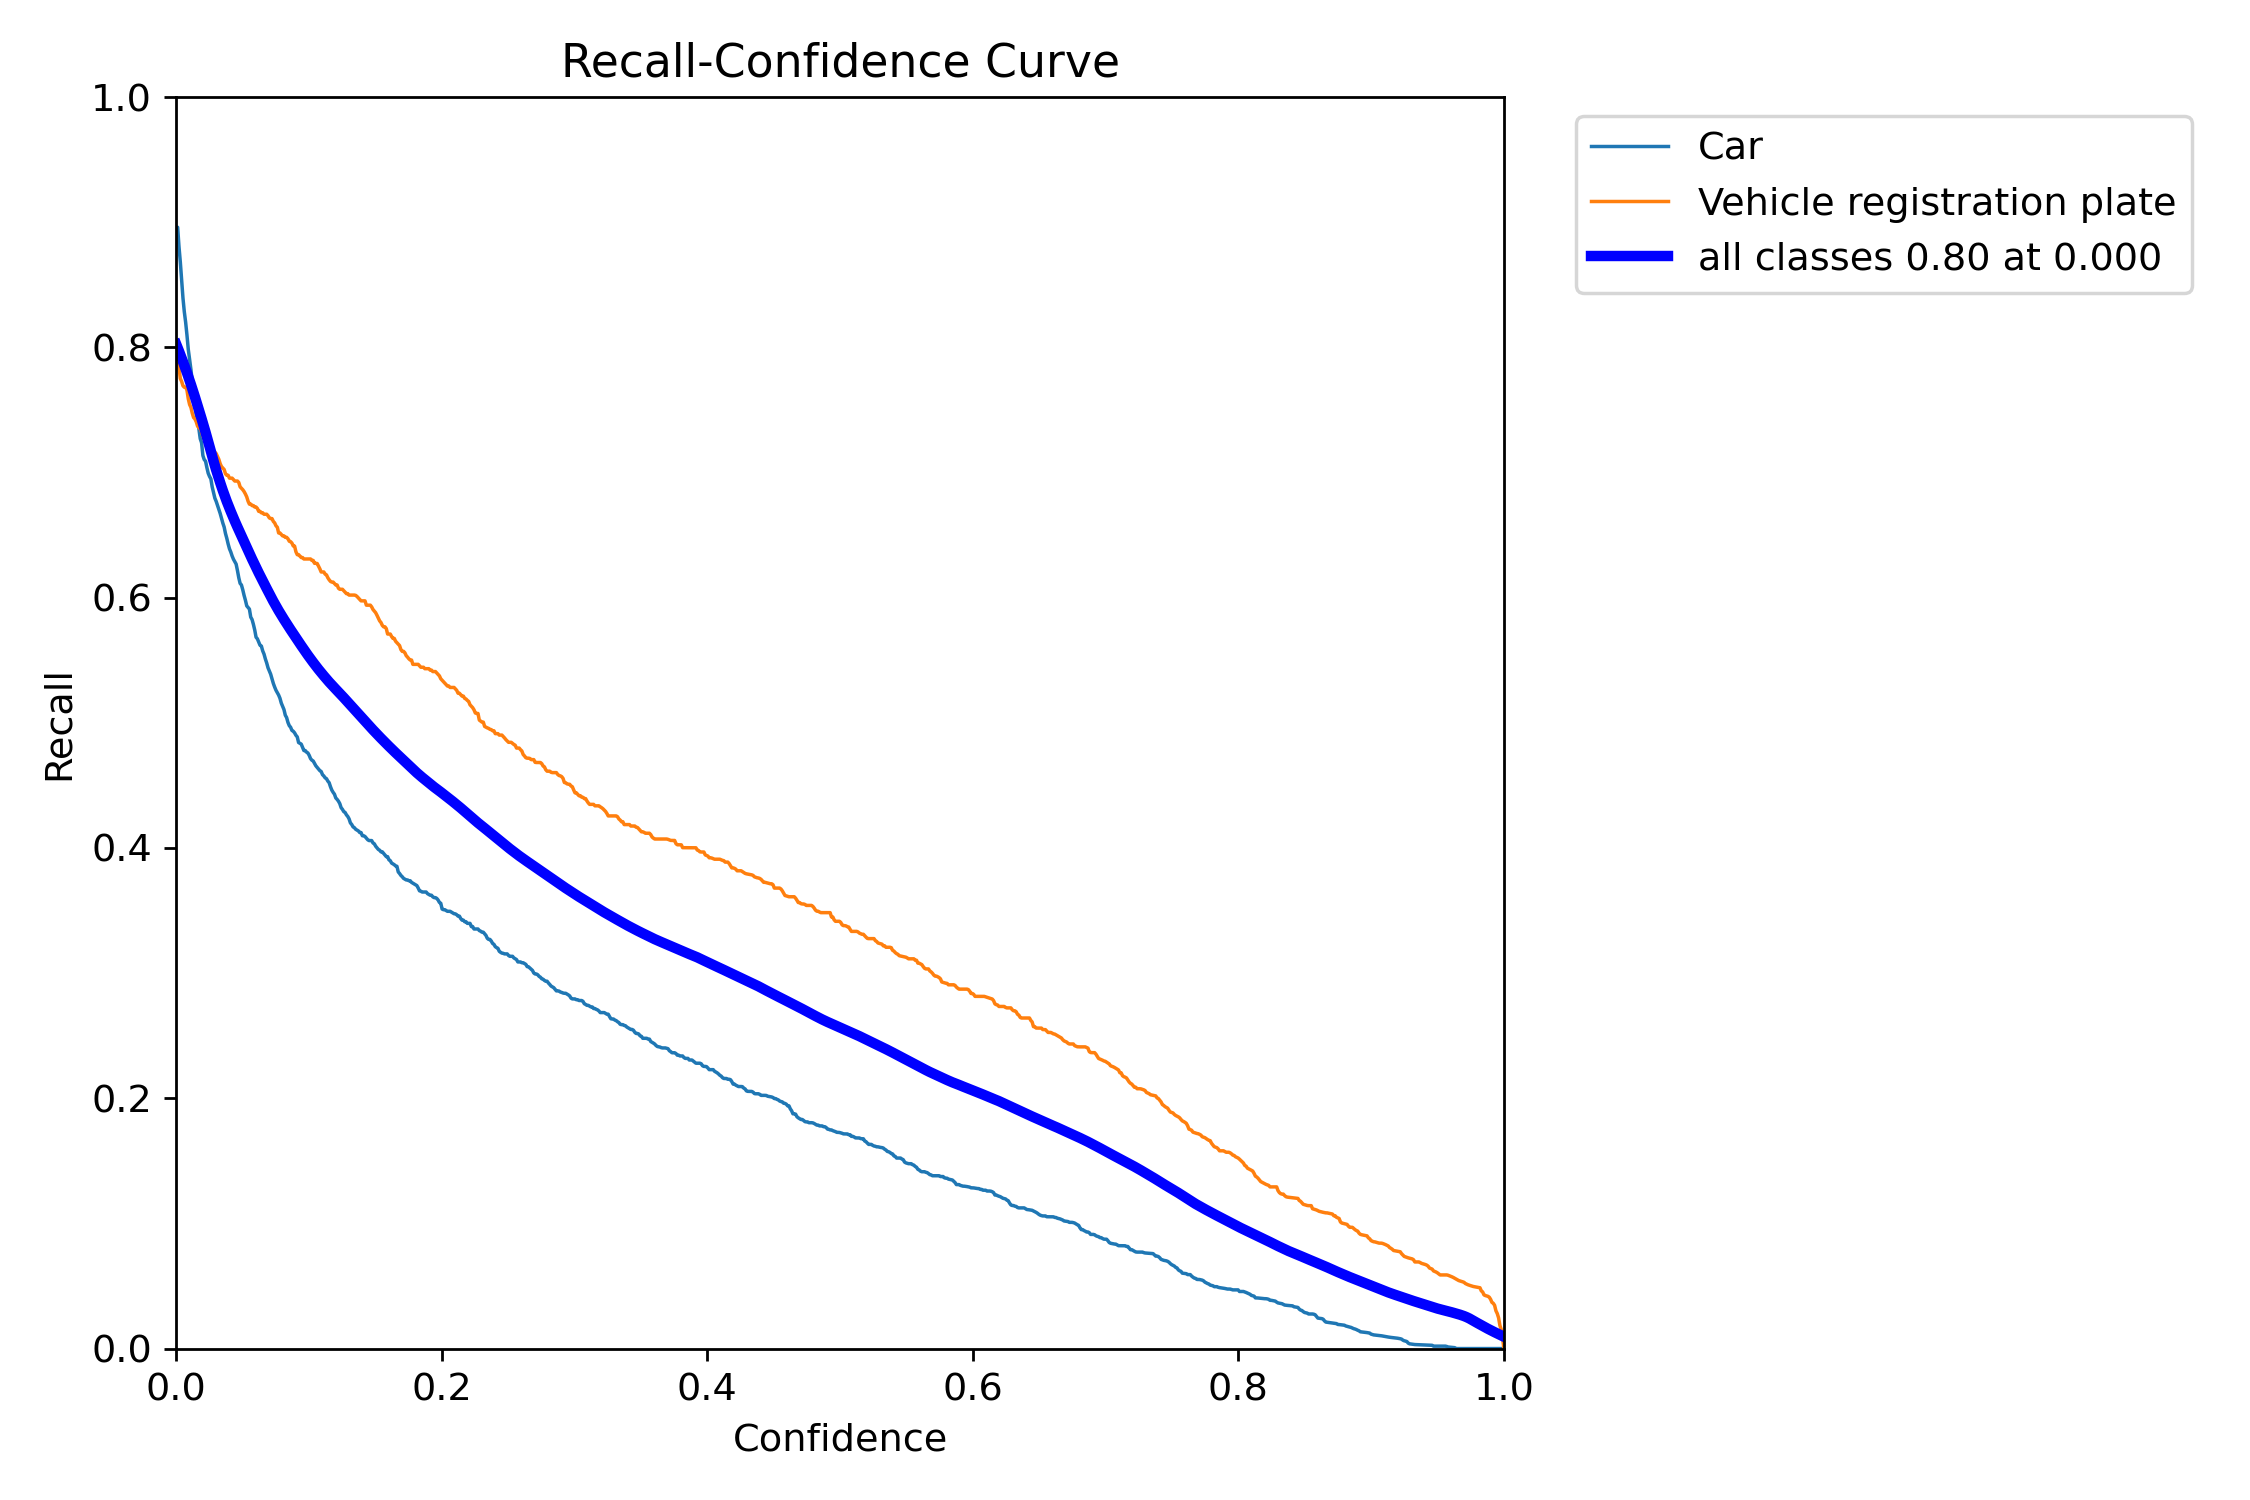 Recall-Confidence Curve
1.0
0.8
0.6
0.4
0.2
0.0
Recall
0.0 0.2 0.4 0.6 0.8 1.0
Confidence
Car
Vehicle registration plate
all classes 0.80 at 0.000